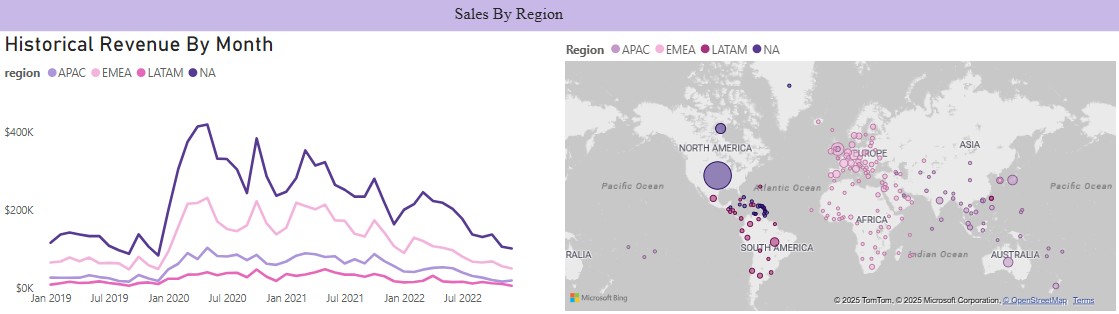 Sales By Region
Historical Revenue By Month
region APAC EMEA LATAM NA
$400K
$200K
$0K
Jan 2019 Jul 2019 Jan 2020 Jul 2020 Jan 2021 Jul 2021 Jan 2022 Jul 2022
Region APAC EMEA LATAM NA
NORTH AMERICA
EUROPE
ASIA
Pacific Ocean
Atlantic Ocean
Pacific Ocean
AFRICA
SOUTH AMERICA
RALIA
Indian Ocean
AUSTRALIA
Microsoft Bing
© 2025 TomTom, © 2025 Microsoft Corporation, © OpenStreetMap Terms